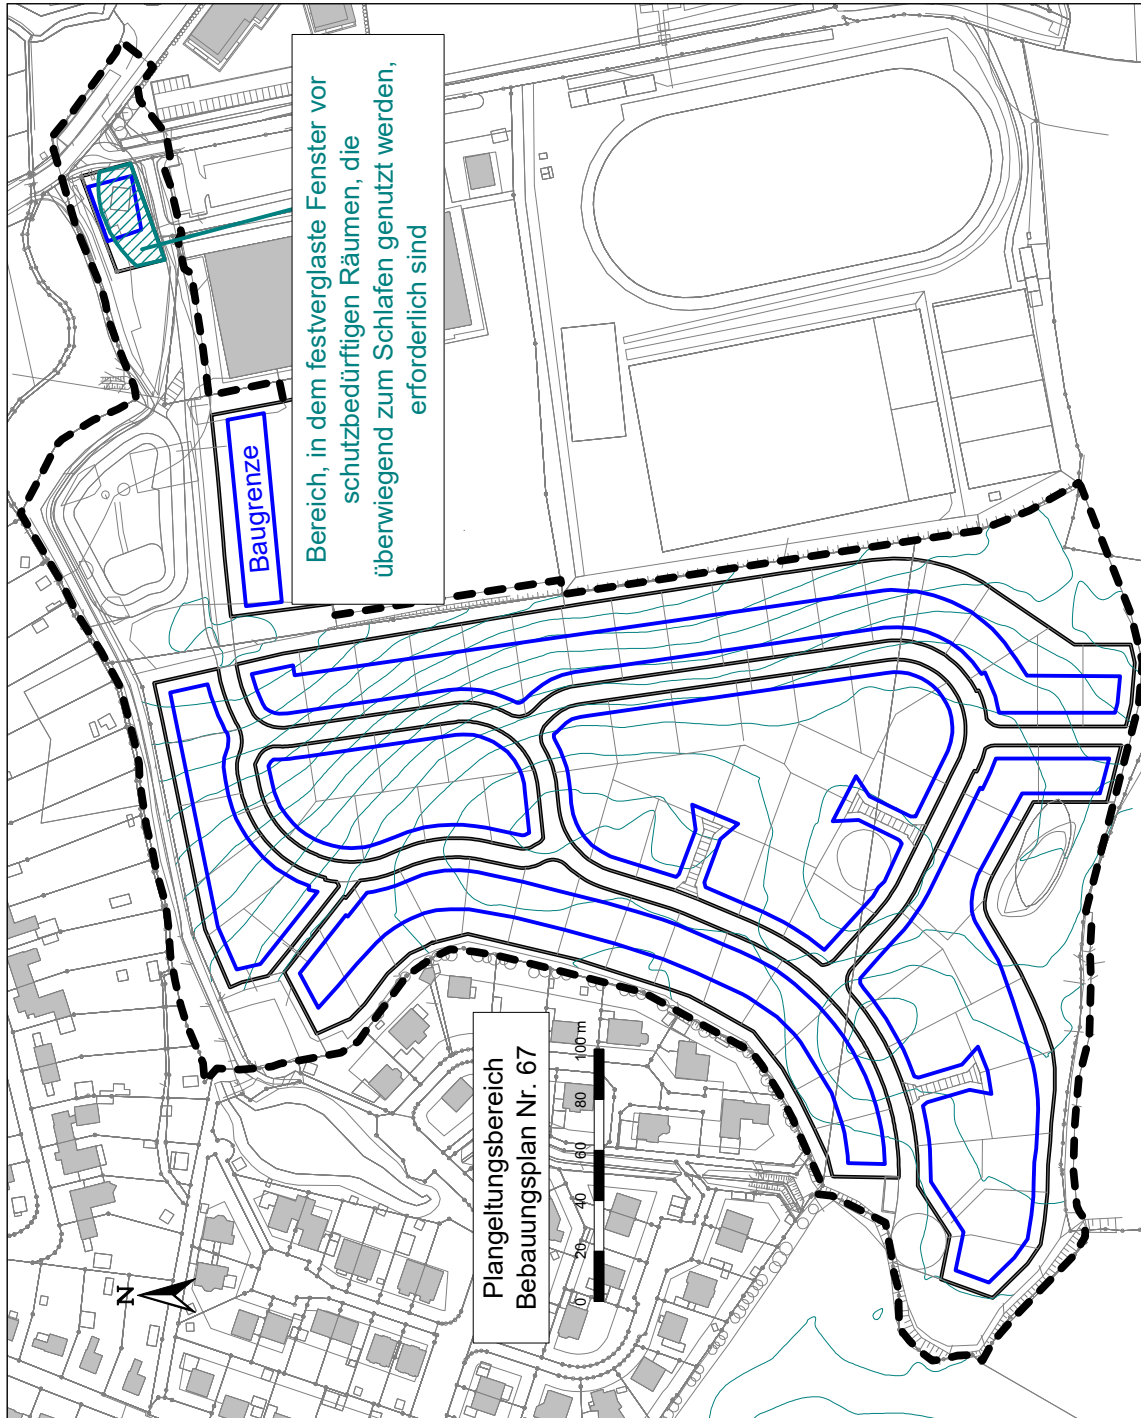 Bereich, in dem festverglaste Fenster vor
schutzbedürftigen Räumen, die
überwiegend zum Schlafen genutzt werden,
erforderlich sind
Baugrenze
Plangeltungsbereich
Bebauungsplan Nr. 67
0 20 40 60 80 100 m
N